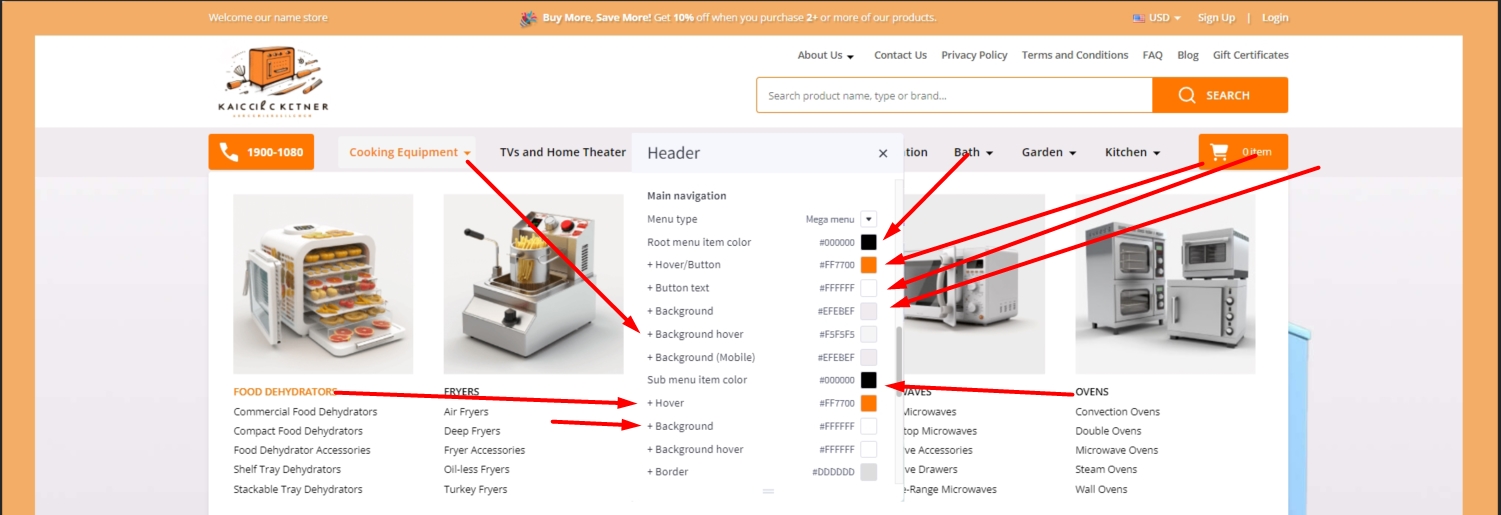 Welcome our name store
Buy More, Save More! Get 10% off when you purchase 2+ or more of our products.
USD Sign Up | Login
About Us Contact Us Privacy Policy Terms and Conditions FAQ Blog Gift Certificates
KAICCILC KETNER
Search product name, type or brand...
SEARCH
1900-1080 Cooking Equipment TVs and Home Theater ation Bath Garden Kitchen 0 item
Header
Main navigation
Menu type Mega menu
Root menu item color #000000
+ Hover/Button #FF7700
+ Button text #FFFFFF
+ Background #EFEBEF
+ Background hover #F5F5F5
+ Background (Mobile) #EFEBEF
Sub menu item color #000000
+ Hover #FF7700
+ Background #FFFFFF
+ Background hover #FFFFFF
+ Border #DDDDDD
FOOD DEHYDRATORS
Commercial Food Dehydrators
Compact Food Dehydrators
Food Dehydrator Accessories
Shelf Tray Dehydrators
Stackable Tray Dehydrators
FRYERS
Air Fryers
Deep Fryers
Fryer Accessories
Oil-less Fryers
Turkey Fryers
WAVES
Microwaves
top Microwaves
ve Accessories
ve Drawers
e-Range Microwaves
OVENS
Convection Ovens
Double Ovens
Microwave Ovens
Steam Ovens
Wall Ovens